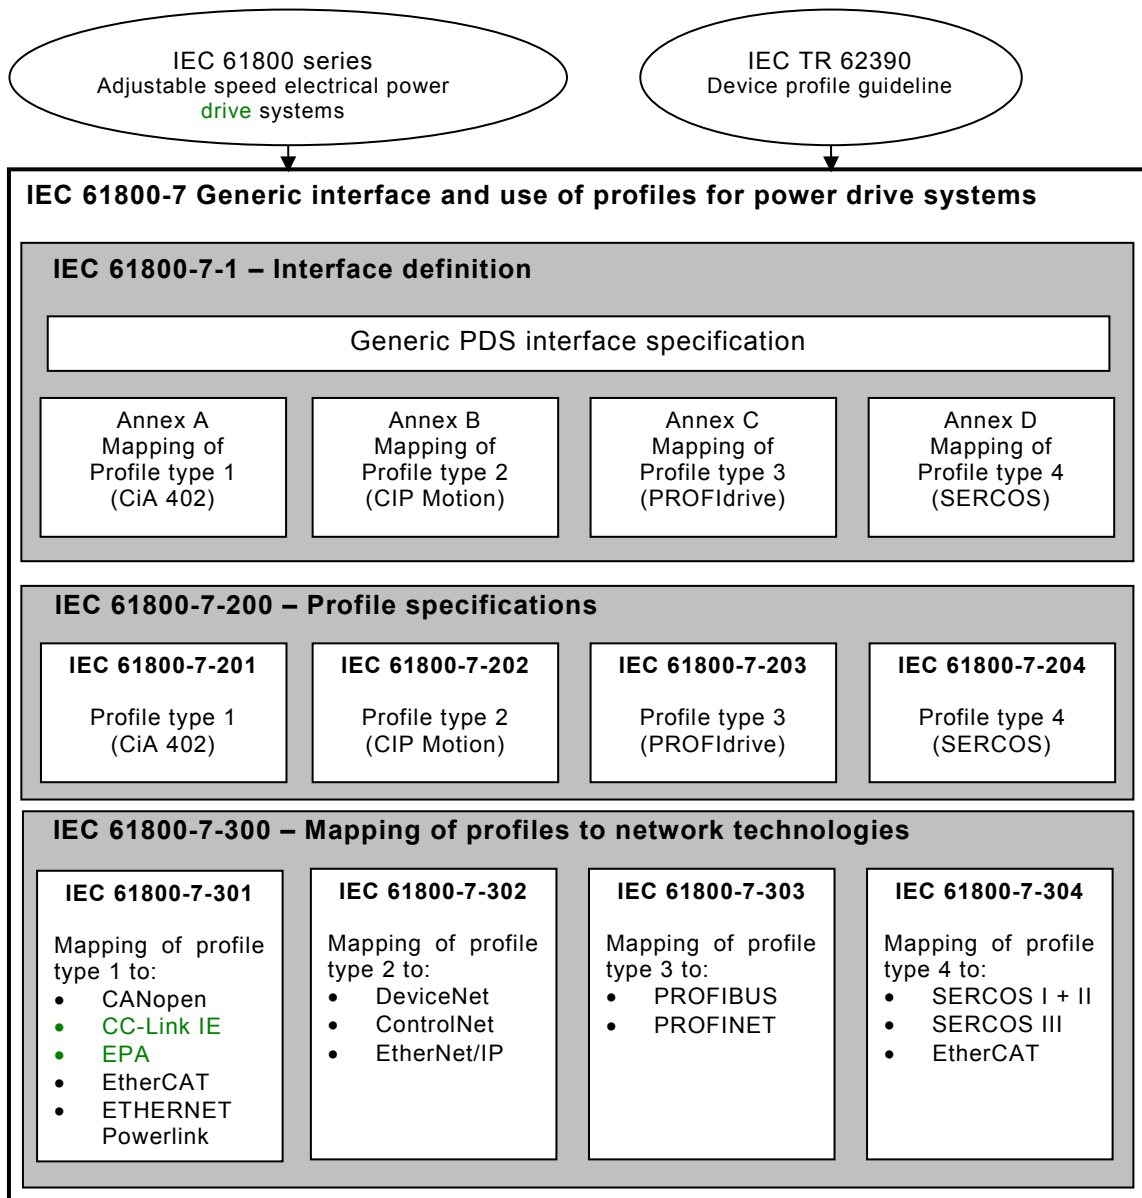 IEC 61800 series
Adjustable speed electrical power
drive systems
IEC TR 62390
Device profile guideline
IEC 61800-7 Generic interface and use of profiles for power drive systems
IEC 61800-7-1 – Interface definition
Generic PDS interface specification
Annex A
Mapping of
Profile type 1
(CiA 402)
Annex B
Mapping of
Profile type 2
(CIP Motion)
Annex C
Mapping of
Profile type 3
(PROFIdrive)
Annex D
Mapping of
Profile type 4
(SERCOS)
IEC 61800-7-200 – Profile specifications
IEC 61800-7-201
Profile type 1
(CiA 402)
IEC 61800-7-202
Profile type 2
(CIP Motion)
IEC 61800-7-203
Profile type 3
(PROFIdrive)
IEC 61800-7-204
Profile type 4
(SERCOS)
IEC 61800-7-300 – Mapping of profiles to network technologies
IEC 61800-7-301
Mapping of profile
type 1 to:
• CANopen
• CC-Link IE
• EPA
• EtherCAT
• ETHERNET
Powerlink
IEC 61800-7-302
Mapping of profile
type 2 to:
• DeviceNet
• ControlNet
• EtherNet/IP
IEC 61800-7-303
Mapping of profile
type 3 to:
• PROFIBUS
• PROFINET
IEC 61800-7-304
Mapping of profile
type 4 to:
• SERCOS I + II
• SERCOS III
• EtherCAT